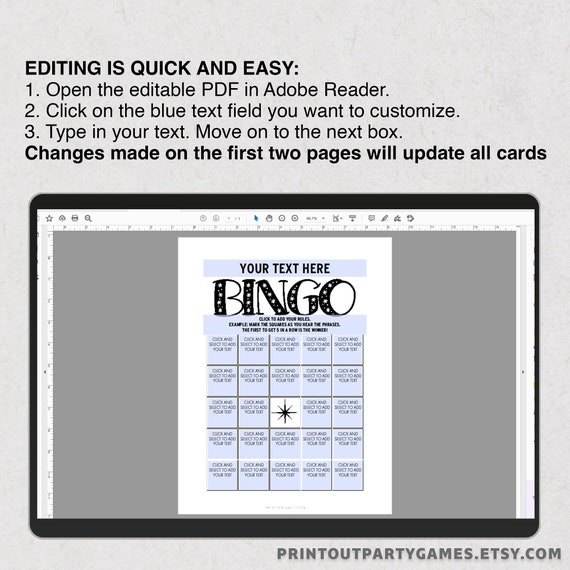 EDITING IS QUICK AND EASY:
1. Open the editable PDF in Adobe Reader.
2. Click on the blue text field you want to customize.
3. Type in your text. Move on to the next box.
Changes made on the first two pages will update all cards
YOUR TEXT HERE
BINGO
CLICK TO ADD YOUR RULES.
EXAMPLE: MARK THE SQUARES AS YOU HEAR THE PHRASES.
THE FIRST TO GET 5 IN A ROW IS THE WINNER!
CLICK AND CLICK AND CLICK AND CLICK AND CLICK AND
SELECT TO ADD SELECT TO ADD SELECT TO ADD SELECT TO ADD SELECT TO ADD
YOUR TEXT YOUR TEXT YOUR TEXT YOUR TEXT YOUR TEXT
CLICK AND CLICK AND CLICK AND CLICK AND CLICK AND
SELECT TO ADD SELECT TO ADD SELECT TO ADD SELECT TO ADD SELECT TO ADD
YOUR TEXT YOUR TEXT YOUR TEXT YOUR TEXT YOUR TEXT
CLICK AND CLICK AND CLICK AND CLICK AND
SELECT TO ADD SELECT TO ADD SELECT TO ADD SELECT TO ADD
YOUR TEXT YOUR TEXT YOUR TEXT YOUR TEXT
CLICK AND CLICK AND CLICK AND CLICK AND CLICK AND
SELECT TO ADD SELECT TO ADD SELECT TO ADD SELECT TO ADD SELECT TO ADD
YOUR TEXT YOUR TEXT YOUR TEXT YOUR TEXT YOUR TEXT
CLICK AND CLICK AND CLICK AND CLICK AND CLICK AND
SELECT TO ADD SELECT TO ADD SELECT TO ADD SELECT TO ADD SELECT TO ADD
YOUR TEXT YOUR TEXT YOUR TEXT YOUR TEXT YOUR TEXT
PRINTOUTPARTYGAMES.ETSY.COM